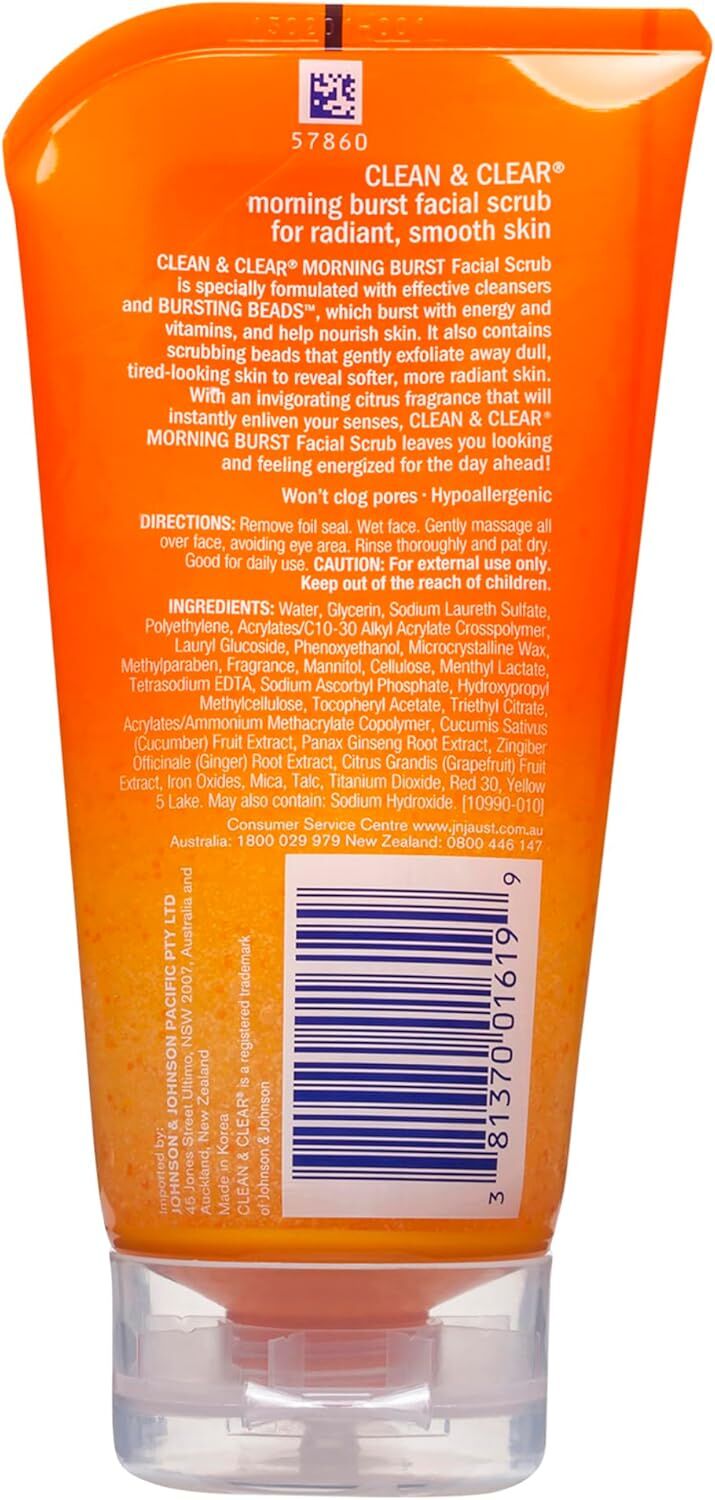 57860
CLEAN & CLEAR®
morning burst facial scrub
for radiant, smooth skin
CLEAN & CLEAR® MORNING BURST Facial Scrub
is specially formulated with effective cleansers
and BURSTING BEADS™, which burst with energy and
vitamins, and help nourish skin. It also contains
scrubbing beads that gently exfoliate away dull,
tired-looking skin to reveal softer, more radiant skin.
With an invigorating citrus fragrance that will
instantly enliven your senses, CLEAN & CLEAR®
MORNING BURST Facial Scrub leaves you looking
and feeling energized for the day ahead!
Won't clog pores · Hypoallergenic
DIRECTIONS: Remove foil seal. Wet face. Gently massage all
over face, avoiding eye area. Rinse thoroughly and pat dry.
Good for daily use. CAUTION: For external use only.
Keep out of the reach of children.
INGREDIENTS: Water, Glycerin, Sodium Laureth Sulfate,
Polyethylene, Acrylates/C10-30 Alkyl Acrylate Crosspolymer,
Lauryl Glucoside, Phenoxyethanol, Microcrystalline Wax,
Methylparaben, Fragrance, Mannitol, Cellulose, Menthyl Lactate,
Tetrasodium EDTA, Sodium Ascorbyl Phosphate, Hydroxypropyl
Methylcellulose, Tocopheryl Acetate, Triethyl Citrate,
Acrylates/Ammonium Methacrylate Copolymer, Cucumis Sativus
(Cucumber) Fruit Extract, Panax Ginseng Root Extract, Zingiber
Officinale (Ginger) Root Extract, Citrus Grandis (Grapefruit) Fruit
Extract, Iron Oxides, Mica, Talc, Titanium Dioxide, Red 30, Yellow
5 Lake. May also contain: Sodium Hydroxide. [10990-010]
Consumer Service Centre www.jnjaust.com.au
Australia: 1800 029 979 New Zealand: 0800 446 147
Imported by:
JOHNSON & JOHNSON PACIFIC PTY LTD
45 Jones Street Ultimo, NSW 2007, Australia and
Auckland, New Zealand
Made in Korea
CLEAN & CLEAR® is a registered trademark
of Johnson & Johnson
3 81370 01619 9